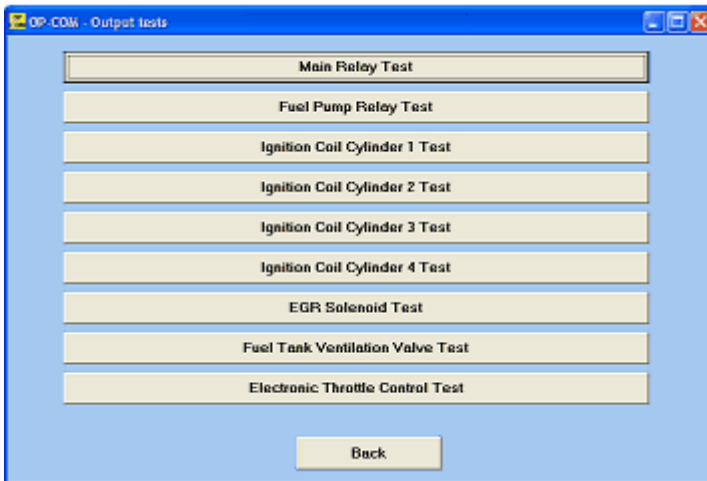 OP-COM - Output tests
Main Relay Test
Fuel Pump Relay Test
Ignition Coil Cylinder 1 Test
Ignition Coil Cylinder 2 Test
Ignition Coil Cylinder 3 Test
Ignition Coil Cylinder 4 Test
EGR Solenoid Test
Fuel Tank Ventilation Valve Test
Electronic Throttle Control Test
Back